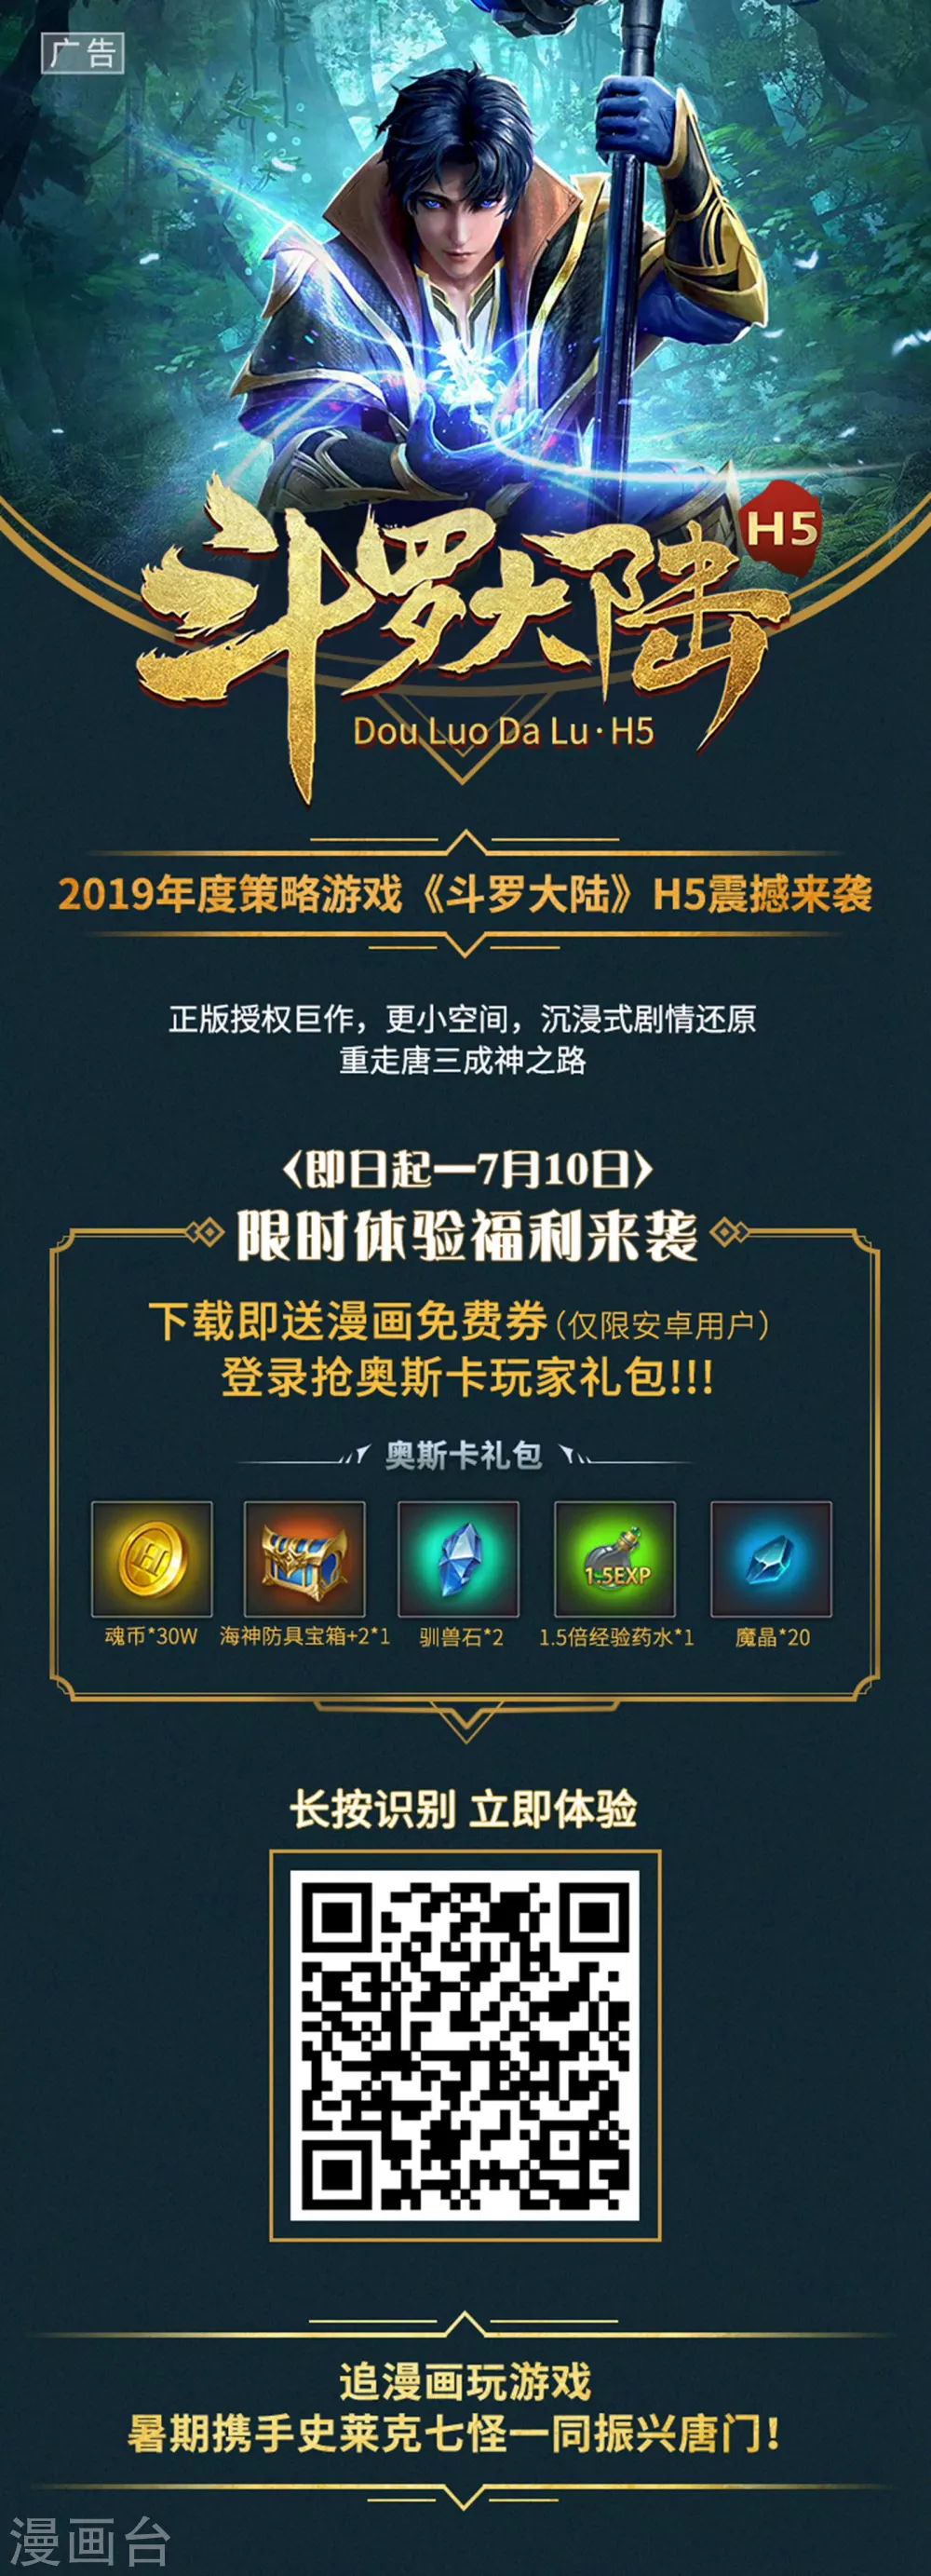 广告
斗罗大陆
H5
Dou Luo Da Lu·H5
2019年度策略游戏《斗罗大陆》H5震撼来袭
正版授权巨作，更小空间，沉浸式剧情还原
重走唐三成神之路
〈即日起—7月10日〉
限时体验福利来袭
下载即送漫画免费券（仅限安卓用户）
登录抢奥斯卡玩家礼包!!!
奥斯卡礼包
1.5EXP
魂币*30W 海神防具宝箱+2*1 驯兽石*2 1.5倍经验药水*1 魔晶*20
长按识别 立即体验
追漫画玩游戏
暑期携手史莱克七怪一同振兴唐门！
漫画台